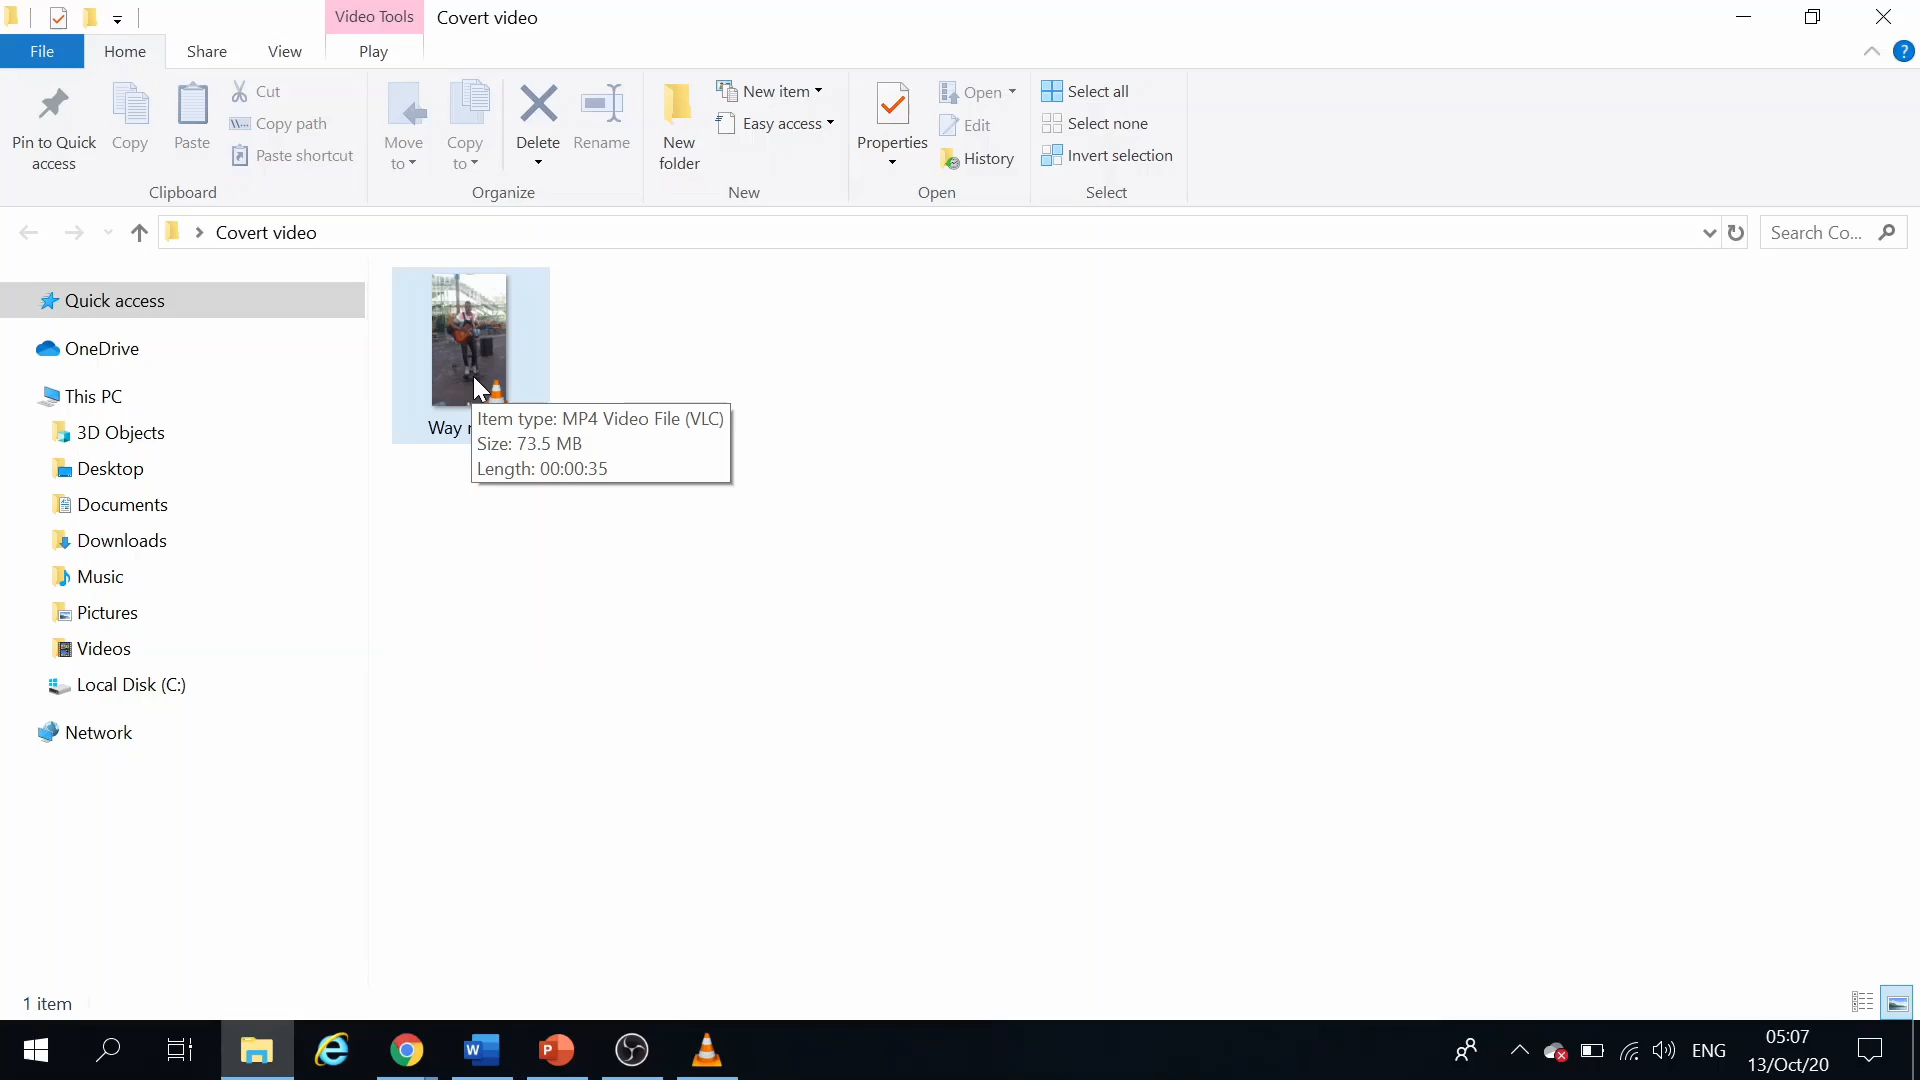 Video Tools
Covert video
File
Home
Share
View
Play
Pin to Quick
access
Copy
Paste
Cut
Copy path
Paste shortcut
Clipboard
Move
to
Copy
to
Delete
Rename
Organize
New
folder
New item
Easy access
New
Properties
Open
Edit
History
Open
Select all
Select none
Invert selection
Select
Covert video
Search Co...
Quick access
OneDrive
This PC
3D Objects
Desktop
Documents
Downloads
Music
Pictures
Videos
Local Disk (C:)
Network
Way
Item type: MP4 Video File (VLC)
Size: 73.5 MB
Length: 00:00:35
1 item
ENG
05:07
13/Oct/20